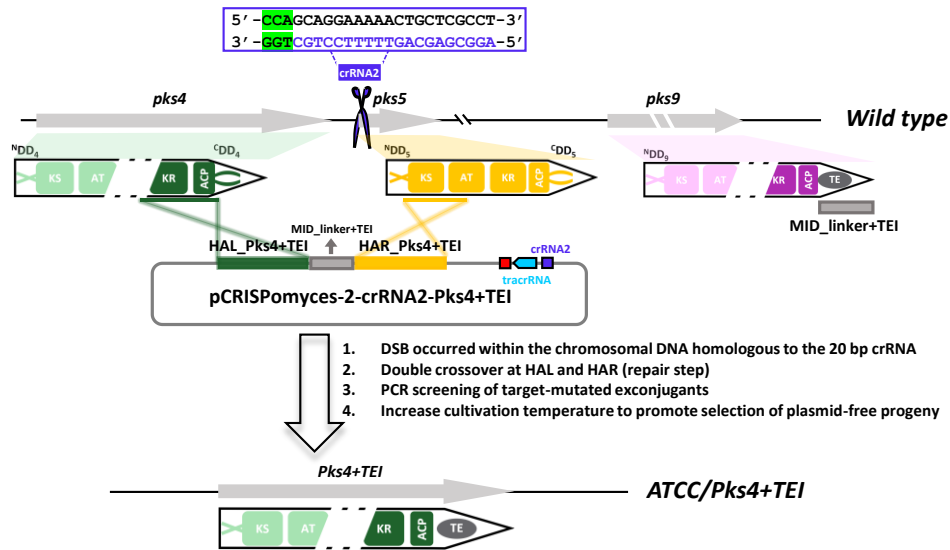 5′-CCAGCAGGAAAAACTGCTCGCCT-3′
3′-GGTCGTCCTTTTTGACGAGCGGA-5′
crRNA2
pks4
pks5
pks9
Wild type
NDD4
CDD4
NDD5
CDD5
NDD9
KS AT KR ACP
KS AT KR ACP
KS AT KR ACP TE
MID_linker+TEI
MID_linker+TEI
HAL_Pks4+TEI
HAR_Pks4+TEI
crRNA2
tracrRNA
pCRISPomyces-2-crRNA2-Pks4+TEI
1. DSB occurred within the chromosomal DNA homologous to the 20 bp crRNA
2. Double crossover at HAL and HAR (repair step)
3. PCR screening of target-mutated exconjugants
4. Increase cultivation temperature to promote selection of plasmid-free progeny
Pks4+TEI
ATCC/Pks4+TEI
KS AT KR ACP TE